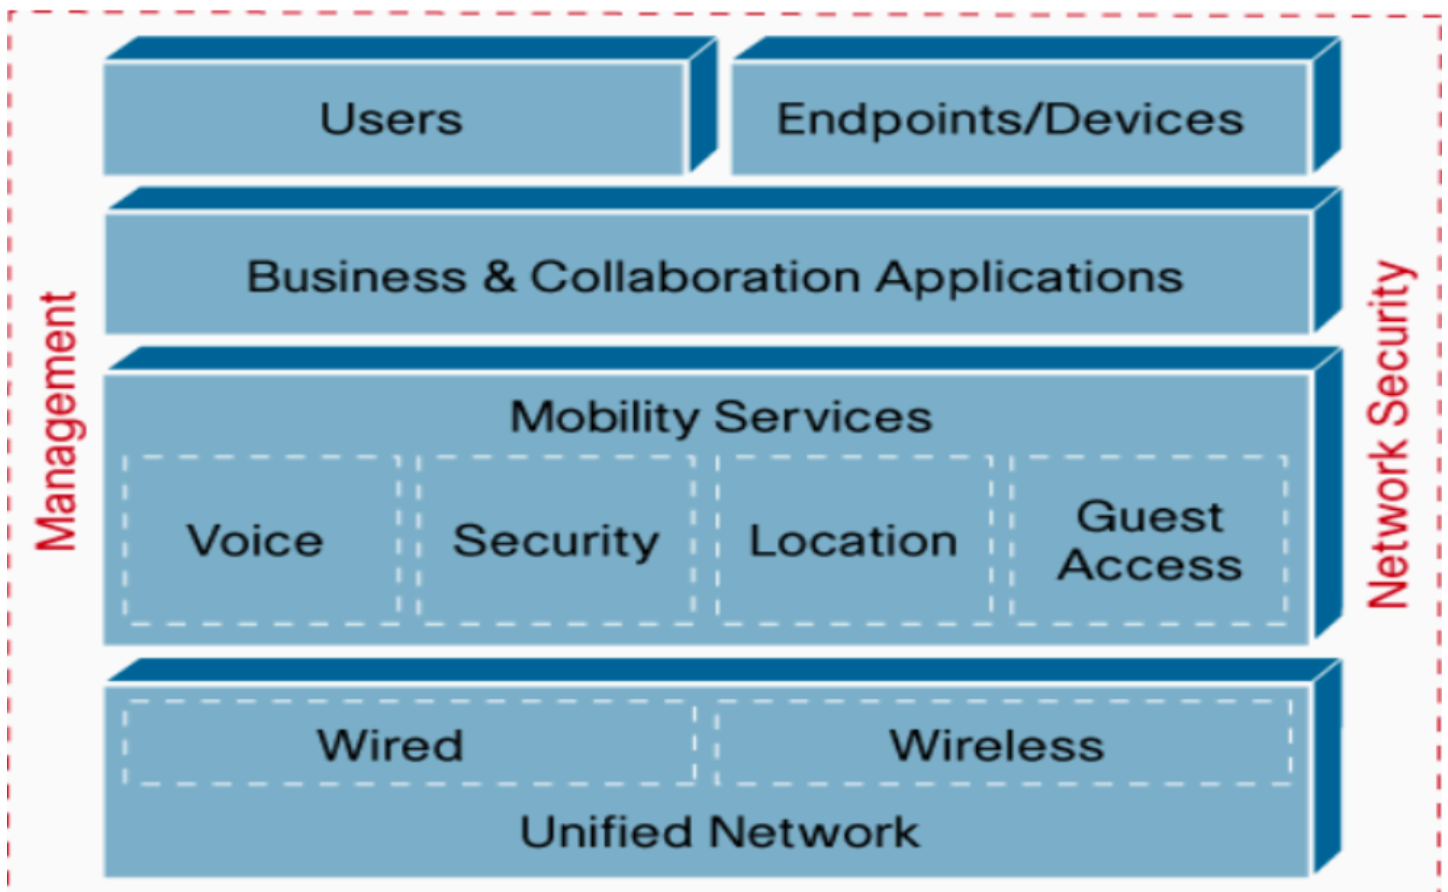 Users
Endpoints/Devices
Business & Collaboration Applications
Management
Network Security
Mobility Services
Voice
Security
Location
Guest
Access
Wired
Wireless
Unified Network